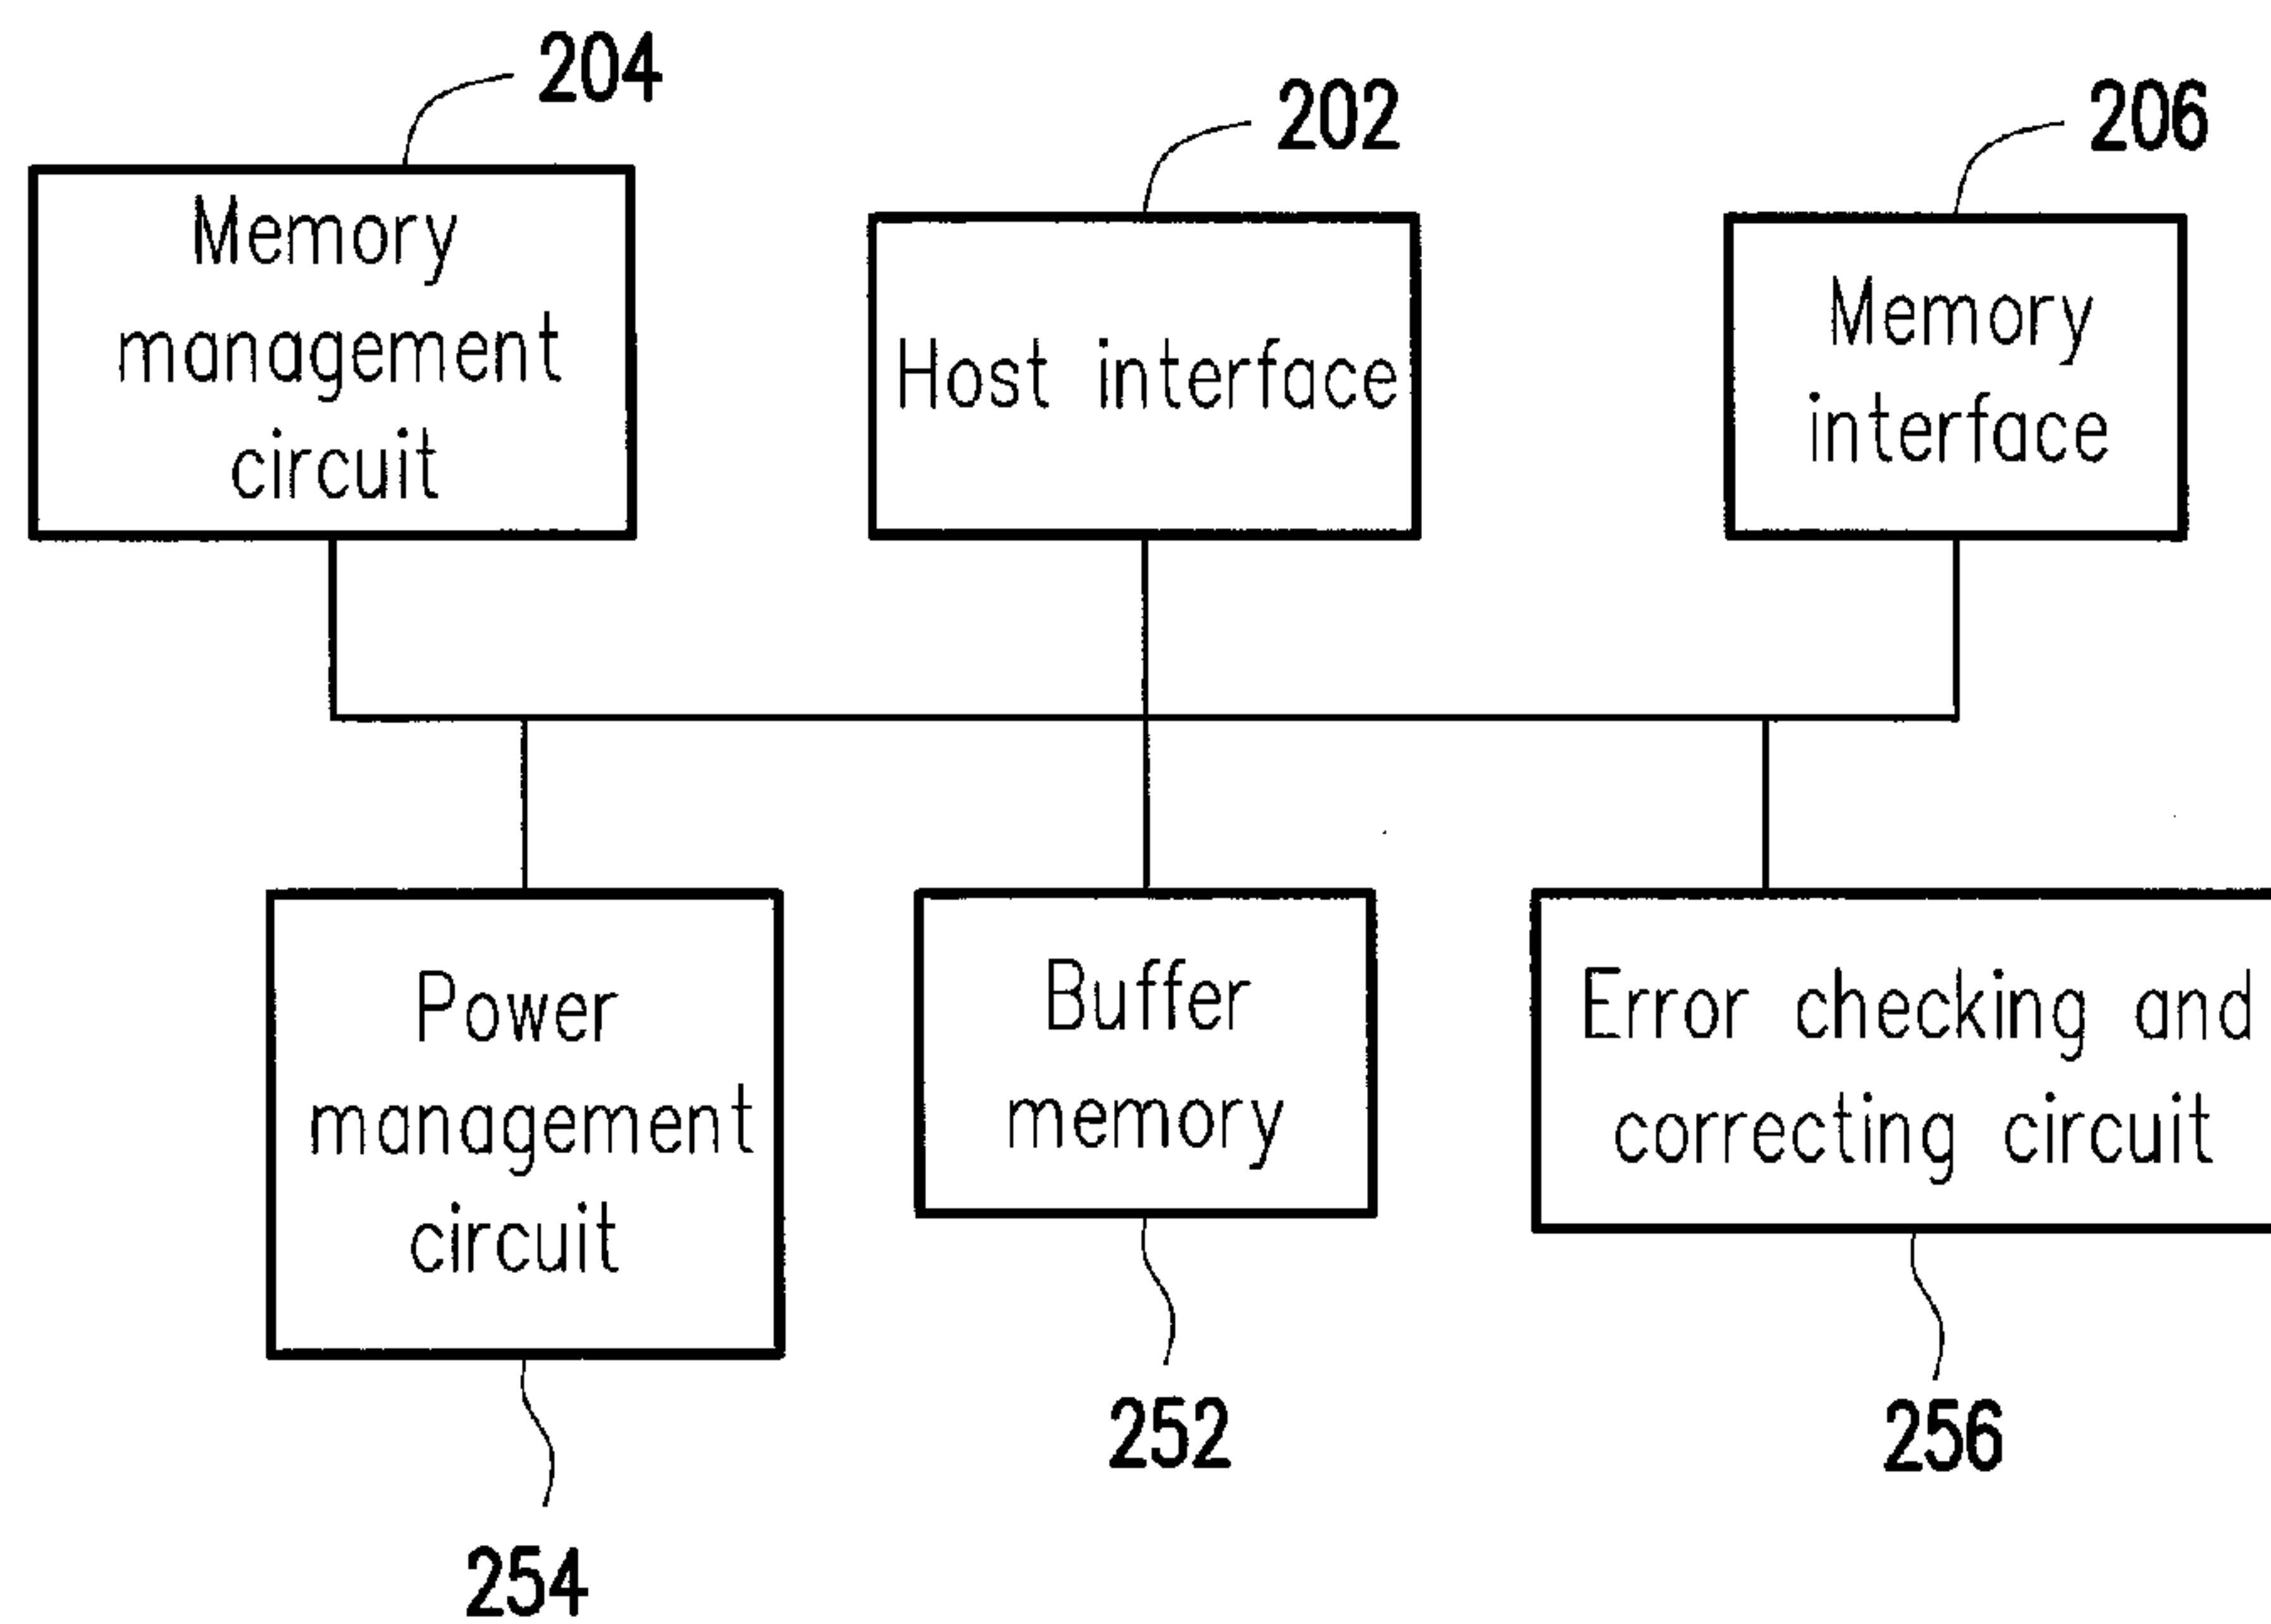 204
202
206
Memory
management
circuit
Host interface
Memory
interface
Power
management
circuit
Buffer
memory
Error checking and
correcting circuit
254
252
256